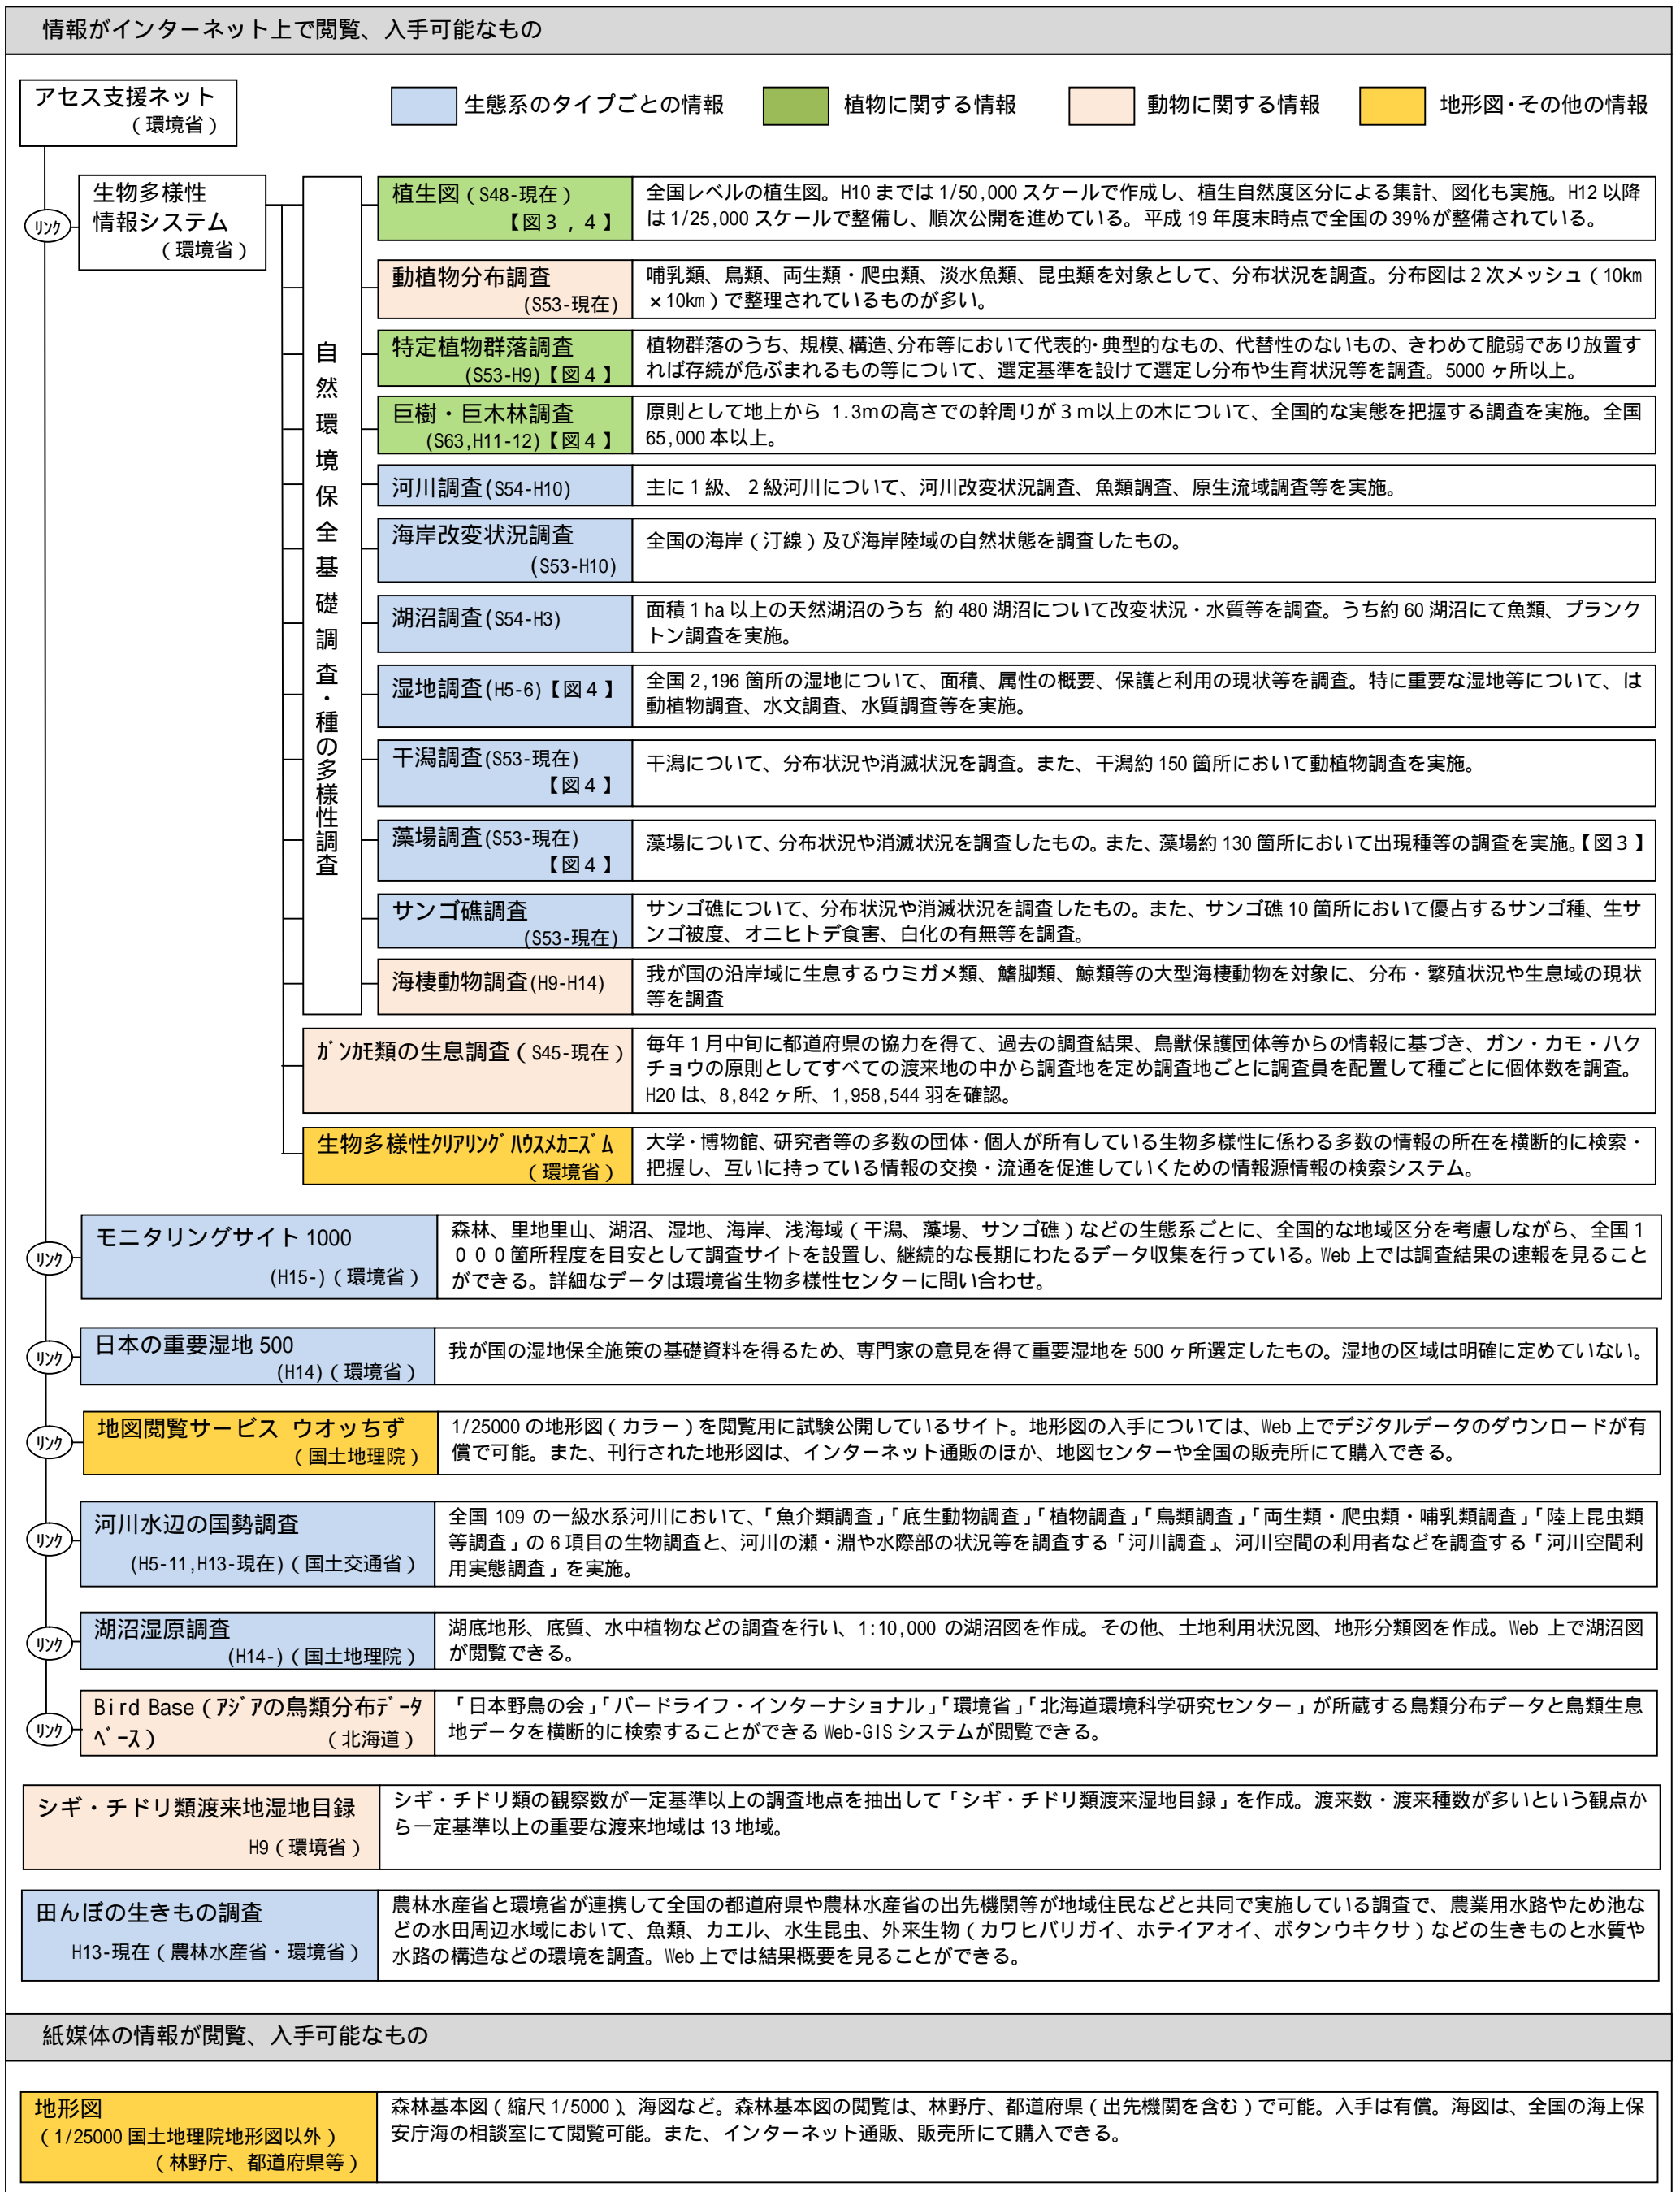 情報がインターネット上で閲覧、入手可能なもの
アセス支援ネット
（環境省）
生態系のタイプごとの情報
植物に関する情報
動物に関する情報
地形図・その他の情報
リンク
生物多様性
情報システム
（環境省）
自然環境保全基礎調査・種の多様性調査
植生図（S48-現在）
【図３，４】
全国レベルの植生図。H10 までは 1/50,000 スケールで作成し、植生自然度区分による集計、図化も実施。H12 以降
は 1/25,000 スケールで整備し、順次公開を進めている。平成 19 年度末時点で全国の 39%が整備されている。
動植物分布調査
(S53-現在)
哺乳類、鳥類、両生類・爬虫類、淡水魚類、昆虫類を対象として、分布状況を調査。分布図は２次メッシュ（10km
×10km）で整理されているものが多い。
特定植物群落調査
(S53-H9)【図４】
植物群落のうち、規模、構造、分布等において代表的・典型的なもの、代替性のないもの、きわめて脆弱であり放置す
れば存続が危ぶまれるもの等について、選定基準を設けて選定し分布や生育状況等を調査。5000 ヶ所以上。
巨樹・巨木林調査
(S63,H11-12)【図４】
原則として地上から 1.3mの高さでの幹周りが３m以上の木について、全国的な実態を把握する調査を実施。全国
65,000 本以上。
河川調査(S54-H10)
主に１級、２級河川について、河川改変状況調査、魚類調査、原生流域調査等を実施。
海岸改変状況調査
(S53-H10)
全国の海岸（汀線）及び海岸陸域の自然状態を調査したもの。
湖沼調査(S54-H3)
面積 1 ha 以上の天然湖沼のうち 約 480 湖沼について改変状況・水質等を調査。うち約 60 湖沼にて魚類、プランク
トン調査を実施。
湿地調査(H5-6)【図４】
全国 2,196 箇所の湿地について、面積、属性の概要、保護と利用の現状等を調査。特に重要な湿地等について、は
動植物調査、水文調査、水質調査等を実施。
干潟調査(S53-現在)
【図４】
干潟について、分布状況や消滅状況を調査。また、干潟約 150 箇所において動植物調査を実施。
藻場調査(S53-現在)
【図４】
藻場について、分布状況や消滅状況を調査したもの。また、藻場約 130 箇所において出現種等の調査を実施。【図３】
サンゴ礁調査
(S53-現在)
サンゴ礁について、分布状況や消滅状況を調査したもの。また、サンゴ礁 10 箇所において優占するサンゴ種、生サ
ンゴ被度、オニヒトデ食害、白化の有無等を調査。
海棲動物調査(H9-H14)
我が国の沿岸域に生息するウミガメ類、鰭脚類、鯨類等の大型海棲動物を対象に、分布・繁殖状況や生息域の現状
等を調査
ｶﾞﾝｶﾓ類の生息調査（S45-現在）
毎年１月中旬に都道府県の協力を得て、過去の調査結果、鳥獣保護団体等からの情報に基づき、ガン・カモ・ハク
チョウの原則としてすべての渡来地の中から調査地を定め調査地ごとに調査員を配置して種ごとに個体数を調査。
H20 は、8,842 ヶ所、1,958,544 羽を確認。
生物多様性ｸﾘｱﾘﾝｸﾞﾊｳｽﾒｶﾆｽﾞﾑ
（環境省）
大学・博物館、研究者等の多数の団体・個人が所有している生物多様性に係わる多数の情報の所在を横断的に検索・
把握し、互いに持っている情報の交換・流通を促進していくための情報源情報の検索システム。
リンク
モニタリングサイト 1000
(H15-)（環境省）
森林、里地里山、湖沼、湿地、海岸、浅海域（干潟、藻場、サンゴ礁）などの生態系ごとに、全国的な地域区分を考慮しながら、全国１
０００箇所程度を目安として調査サイトを設置し、継続的な長期にわたるデータ収集を行っている。Web 上では調査結果の速報を見ること
ができる。詳細なデータは環境省生物多様性センターに問い合わせ。
リンク
日本の重要湿地 500
(H14)（環境省）
我が国の湿地保全施策の基礎資料を得るため、専門家の意見を得て重要湿地を 500 ヶ所選定したもの。湿地の区域は明確に定めていない。
リンク
地図閲覧サービス ウオッちず
（国土地理院）
1/25000 の地形図（カラー）を閲覧用に試験公開しているサイト。地形図の入手については、Web 上でデジタルデータのダウンロードが有
償で可能。また、刊行された地形図は、インターネット通販のほか、地図センターや全国の販売所にて購入できる。
リンク
河川水辺の国勢調査
(H5-11,H13-現在)（国土交通省）
全国 109 の一級水系河川において、「魚介類調査」「底生動物調査」「植物調査」「鳥類調査」「両生類・爬虫類・哺乳類調査」「陸上昆虫類
等調査」の６項目の生物調査と、河川の瀬・淵や水際部の状況等を調査する「河川調査」、河川空間の利用者などを調査する「河川空間利
用実態調査」を実施。
リンク
湖沼湿原調査
(H14-)（国土地理院）
湖底地形、底質、水中植物などの調査を行い、1:10,000 の湖沼図を作成。その他、土地利用状況図、地形分類図を作成。Web 上で湖沼図
が閲覧できる。
リンク
Bird Base（ｱｼﾞｱの鳥類分布ﾃﾞｰﾀ
ﾍﾞｰｽ） （北海道）
「日本野鳥の会」「バードライフ・インターナショナル」「環境省」「北海道環境科学研究センター」が所蔵する鳥類分布データと鳥類生息
地データを横断的に検索することができる Web-GIS システムが閲覧できる。
シギ・チドリ類渡来地湿地目録
H9（環境省）
シギ・チドリ類の観察数が一定基準以上の調査地点を抽出して「シギ・チドリ類渡来湿地目録」を作成。渡来数・渡来種数が多いという観点か
ら一定基準以上の重要な渡来地域は 13 地域。
田んぼの生きもの調査
H13-現在（農林水産省・環境省）
農林水産省と環境省が連携して全国の都道府県や農林水産省の出先機関等が地域住民などと共同で実施している調査で、農業用水路やため池な
どの水田周辺水域において、魚類、カエル、水生昆虫、外来生物（カワヒバリガイ、ホテイアオイ、ボタンウキクサ）などの生きものと水質や
水路の構造などの環境を調査。Web 上では結果概要を見ることができる。
紙媒体の情報が閲覧、入手可能なもの
地形図
（1/25000 国土地理院地形図以外）
（林野庁、都道府県等）
森林基本図（縮尺 1/5000）、海図など。森林基本図の閲覧は、林野庁、都道府県（出先機関を含む）で可能。入手は有償。海図は、全国の海上保
安庁海の相談室にて閲覧可能。また、インターネット通販、販売所にて購入できる。